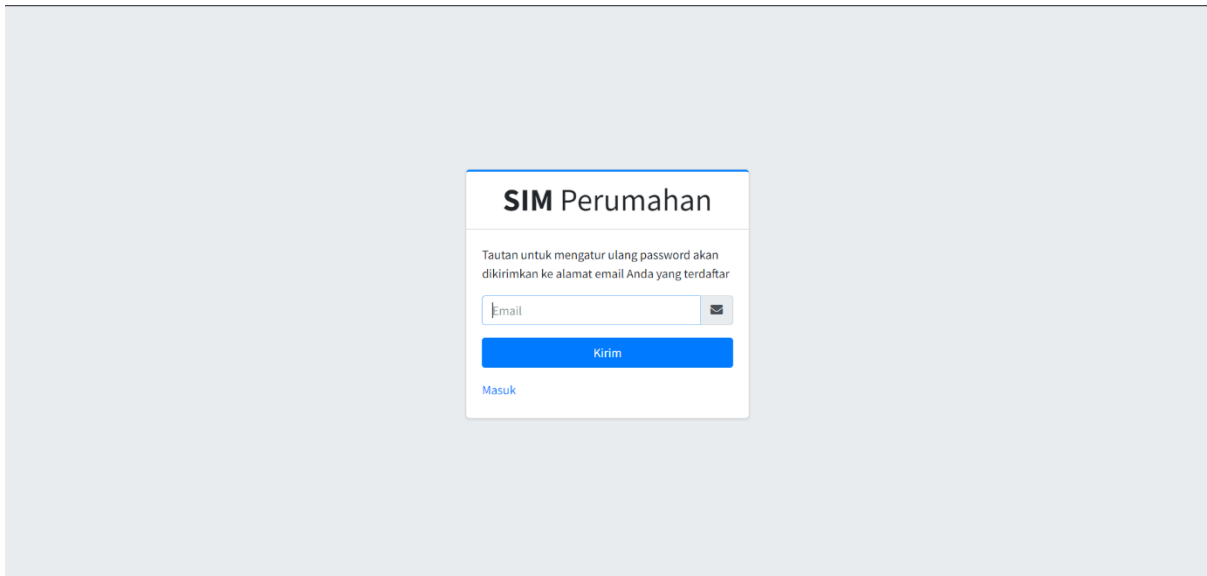 SIM Perumahan
Tautan untuk mengatur ulang password akan
dikirimkan ke alamat email Anda yang terdaftar
Email
Kirim
Masuk